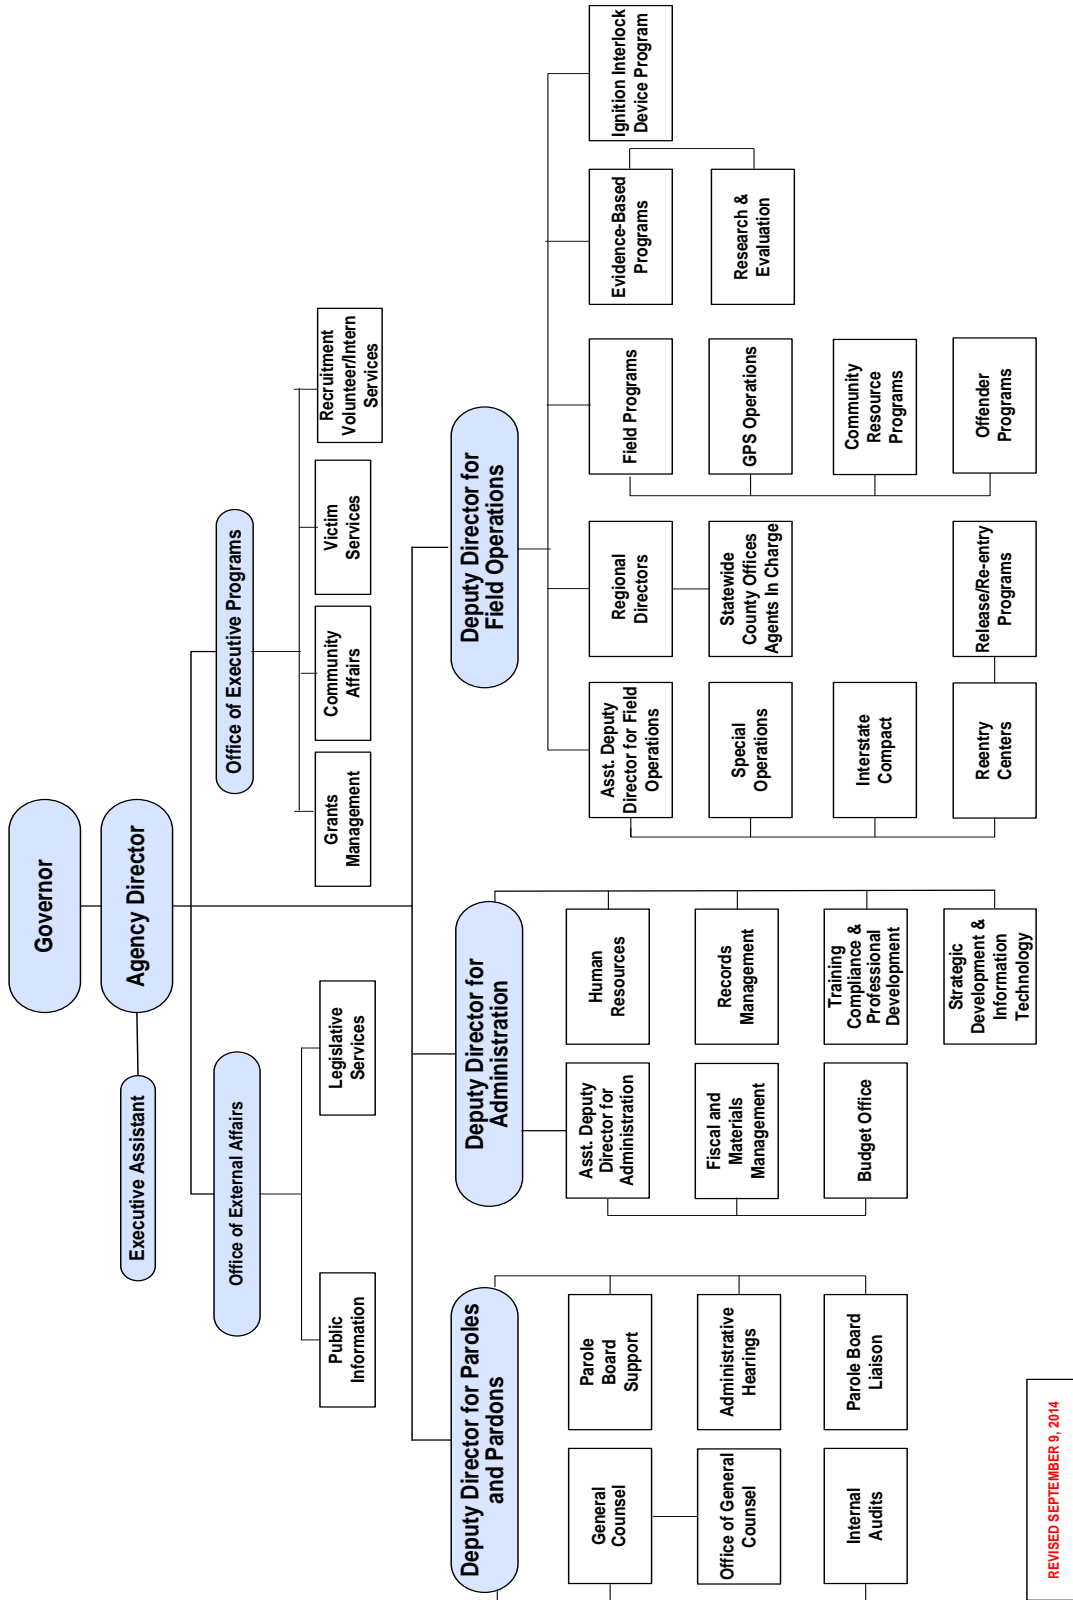 Governor
Agency Director
Executive Assistant
Office of External Affairs
Office of Executive Programs
Public
Information
Legislative
Services
Grants
Management
Community
Affairs
Victim
Services
Recruitment
Volunteer/Intern
Services
Deputy Director for Paroles
and Pardons
Deputy Director for
Administration
Deputy Director for
Field Operations
General
Counsel
Parole
Board
Support
Office of General
Counsel
Administrative
Hearings
Internal
Audits
Parole Board
Liaison
Asst. Deputy
Director for
Administration
Human
Resources
Fiscal and
Materials
Management
Records
Management
Budget Office
Training
Compliance &
Professional
Development
Strategic
Development &
Information
Technology
Asst. Deputy
Director for Field
Operations
Regional
Directors
Field Programs
Evidence-Based
Programs
Ignition Interlock
Device Program
Special
Operations
Statewide
County Offices
Agents In Charge
GPS Operations
Research &
Evaluation
Interstate
Compact
Community
Resource
Programs
Reentry
Centers
Release/Re-entry
Programs
Offender
Programs
REVISED SEPTEMBER 9, 2014